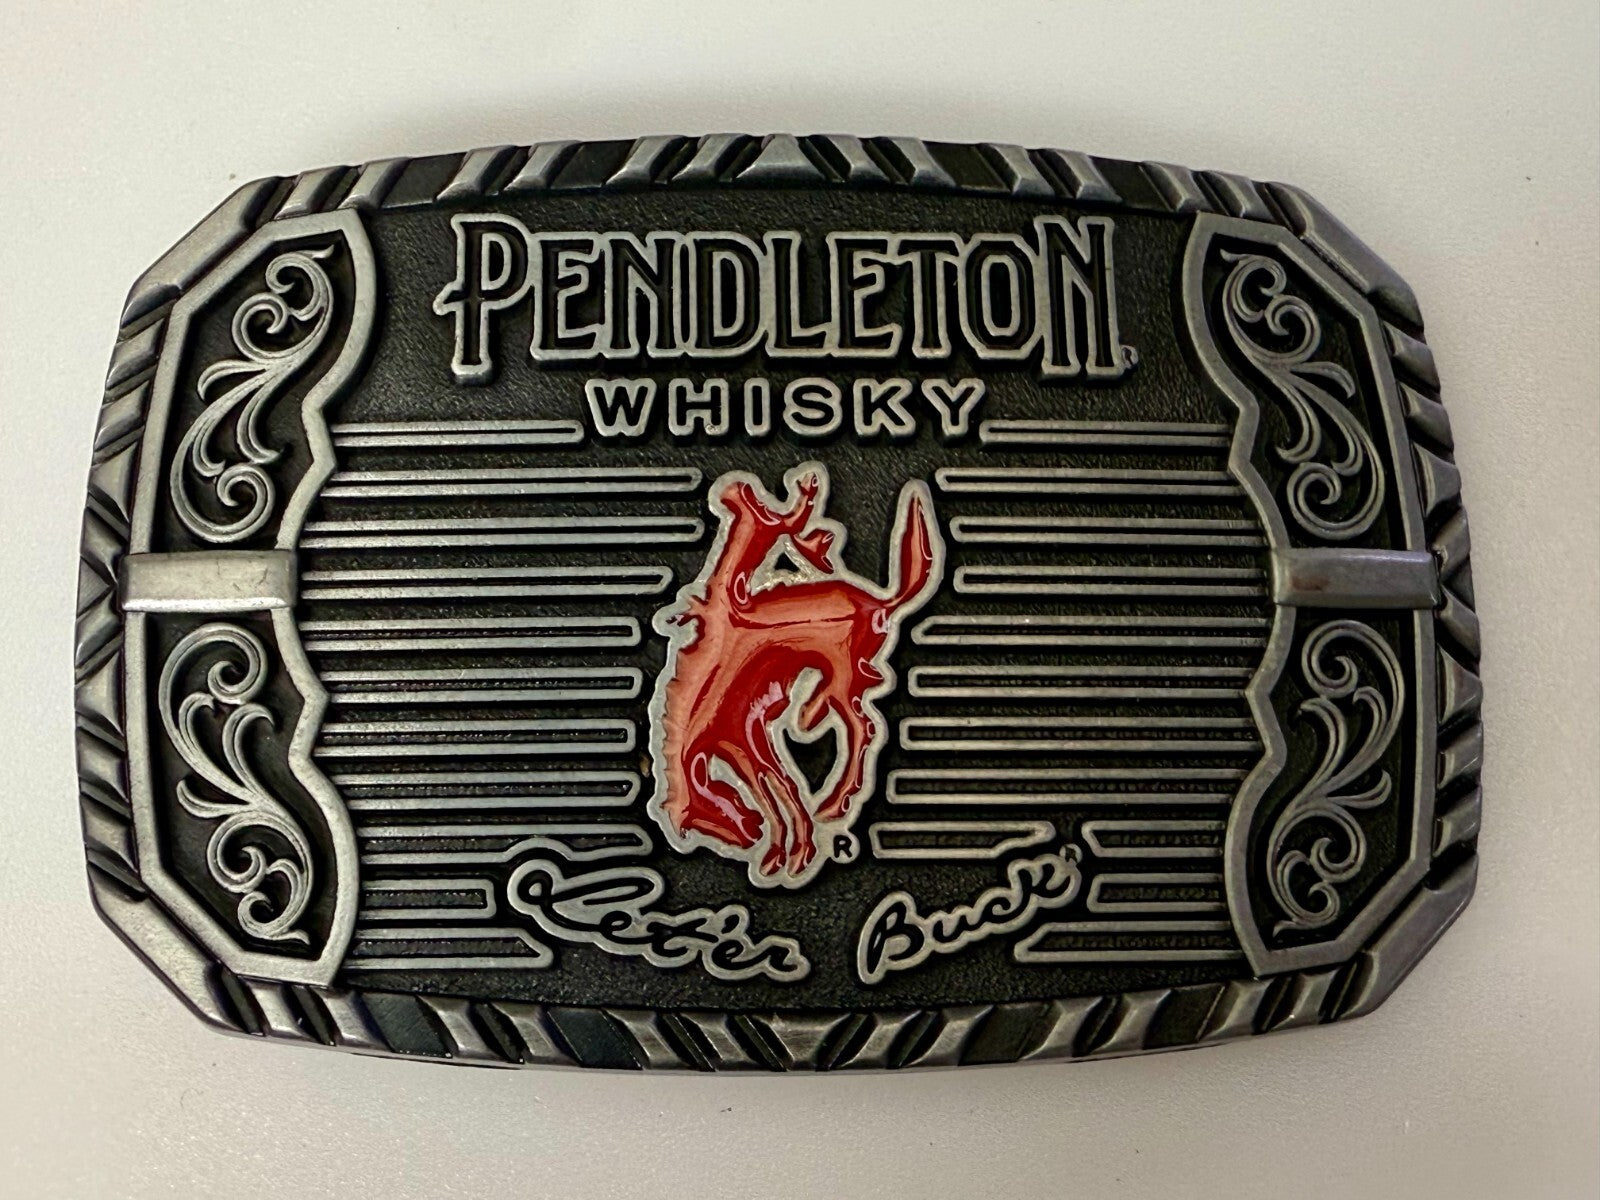 PENDLETON®
WHISKY
®
Let'er Buck®